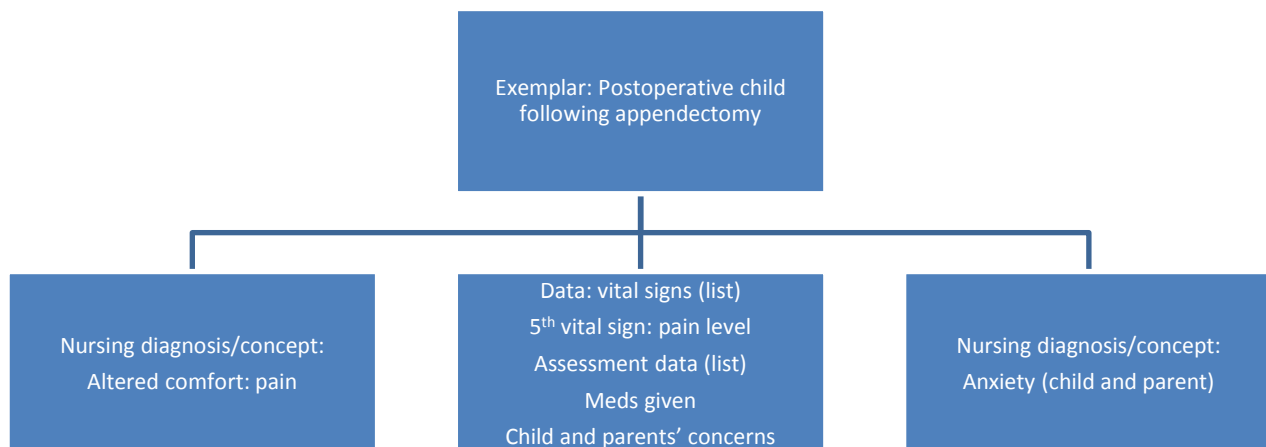 Exemplar: Postoperative child
following appendectomy
Nursing diagnosis/concept:
Altered comfort: pain
Data: vital signs (list)
5th vital sign: pain level
Assessment data (list)
Meds given
Child and parents’ concerns
Nursing diagnosis/concept:
Anxiety (child and parent)